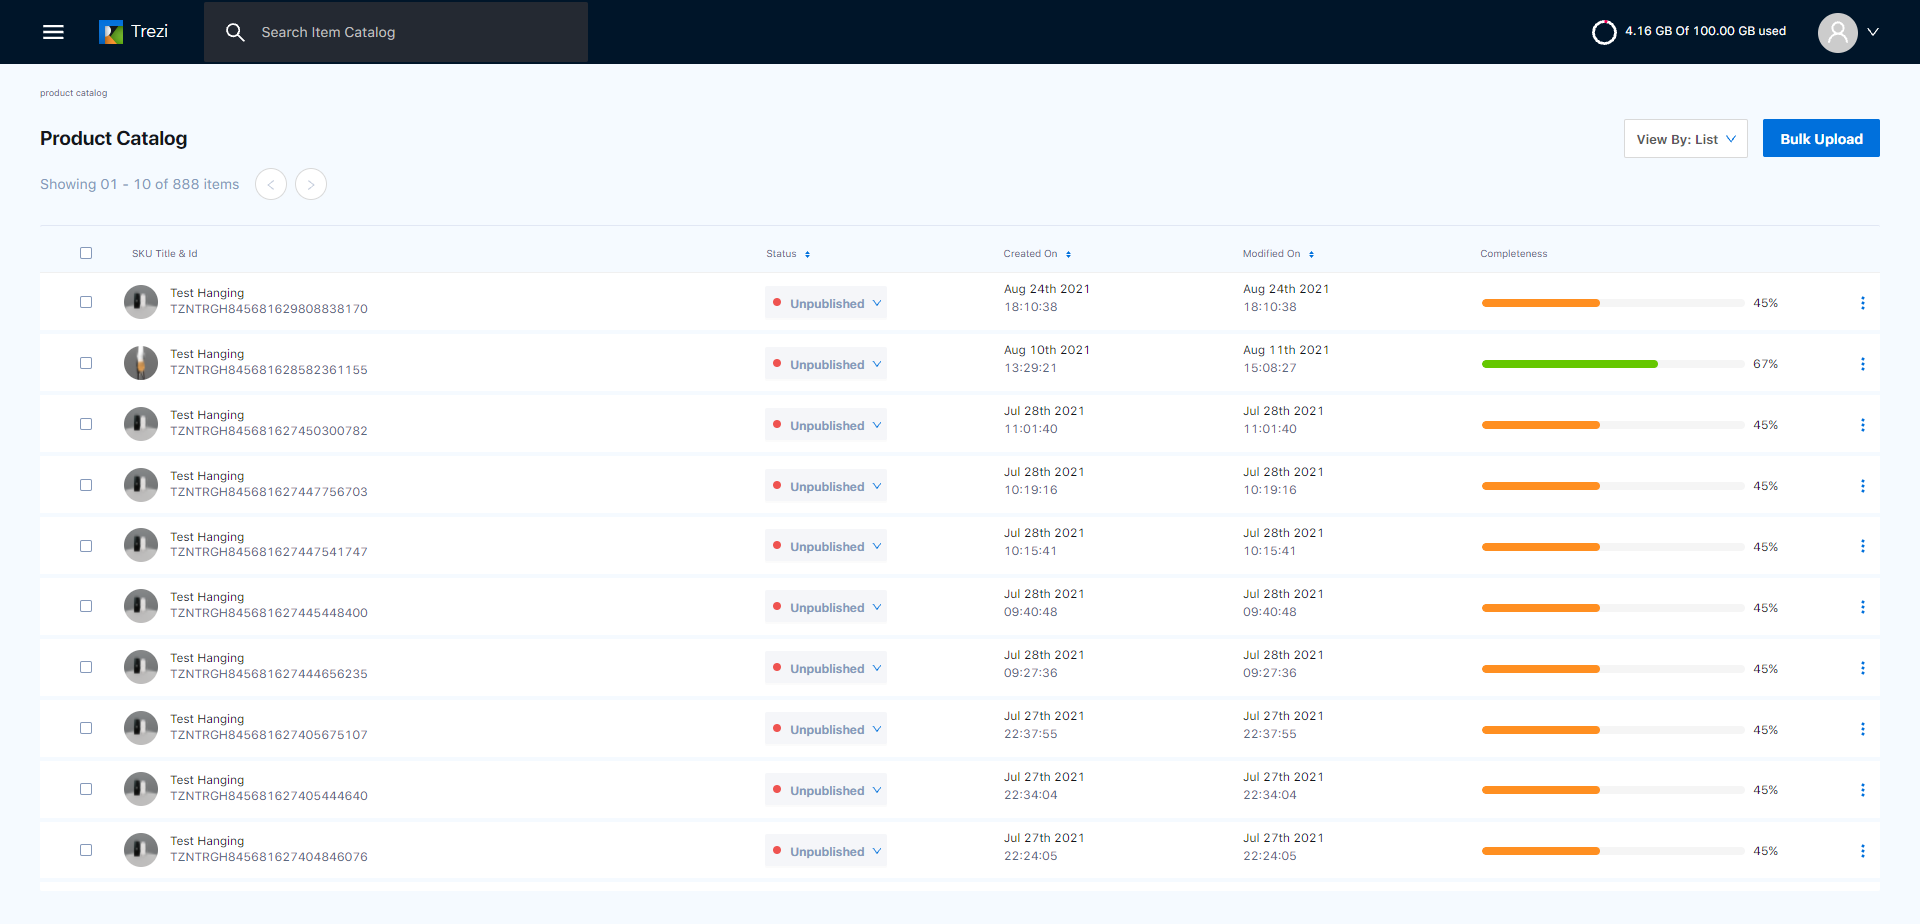 Trezi
Search Item Catalog
4.16 GB Of 100.00 GB used
product catalog
Product Catalog
View By: List
Bulk Upload
Showing 01 - 10 of 888 items
SKU Title & Id Status Created On Modified On Completeness
Test Hanging
TZNTRGH845681629808838170
Unpublished
Aug 24th 2021
18:10:38
Aug 24th 2021
18:10:38
45%
Test Hanging
TZNTRGH845681628582361155
Unpublished
Aug 10th 2021
13:29:21
Aug 11th 2021
15:08:27
67%
Test Hanging
TZNTRGH845681627450300782
Unpublished
Jul 28th 2021
11:01:40
Jul 28th 2021
11:01:40
45%
Test Hanging
TZNTRGH845681627447756703
Unpublished
Jul 28th 2021
10:19:16
Jul 28th 2021
10:19:16
45%
Test Hanging
TZNTRGH845681627447541747
Unpublished
Jul 28th 2021
10:15:41
Jul 28th 2021
10:15:41
45%
Test Hanging
TZNTRGH845681627445448400
Unpublished
Jul 28th 2021
09:40:48
Jul 28th 2021
09:40:48
45%
Test Hanging
TZNTRGH845681627444656235
Unpublished
Jul 28th 2021
09:27:36
Jul 28th 2021
09:27:36
45%
Test Hanging
TZNTRGH845681627405675107
Unpublished
Jul 27th 2021
22:37:55
Jul 27th 2021
22:37:55
45%
Test Hanging
TZNTRGH845681627405444640
Unpublished
Jul 27th 2021
22:34:04
Jul 27th 2021
22:34:04
45%
Test Hanging
TZNTRGH845681627404846076
Unpublished
Jul 27th 2021
22:24:05
Jul 27th 2021
22:24:05
45%